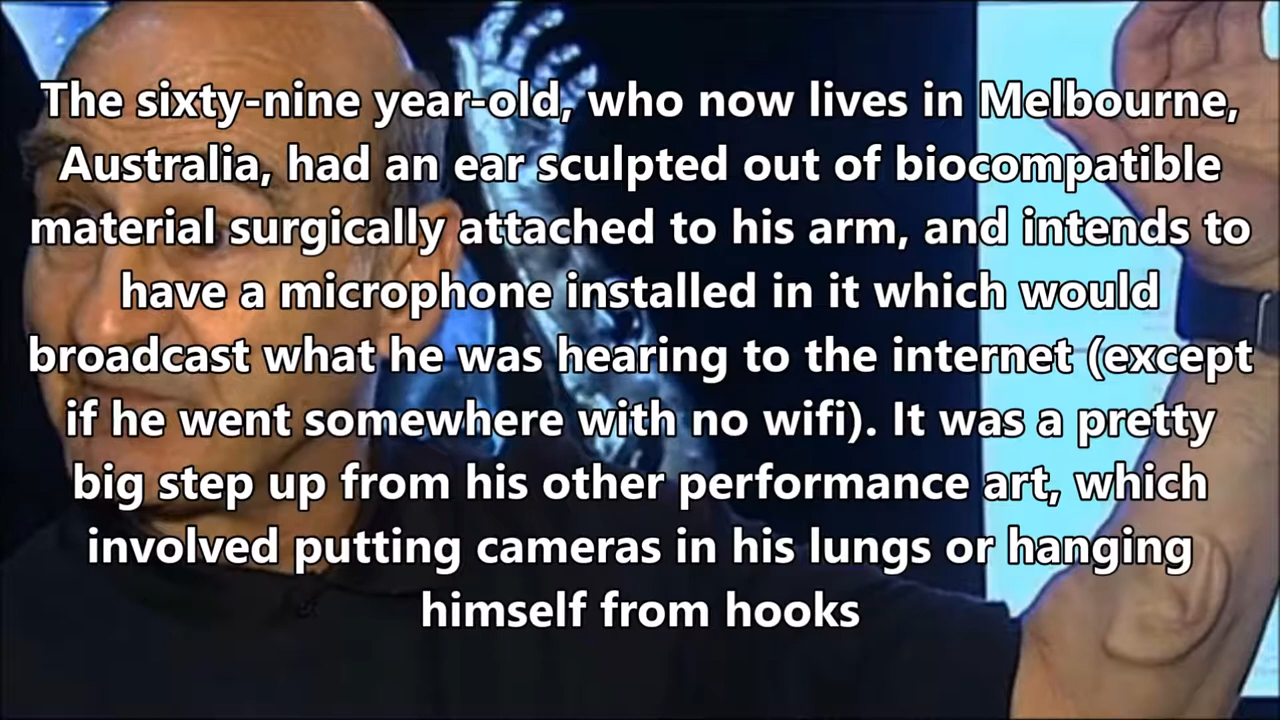 The sixty-nine year-old, who now lives in Melbourne,
Australia, had an ear sculpted out of biocompatible
material surgically attached to his arm, and intends to
have a microphone installed in it which would
broadcast what he was hearing to the internet (except
if he went somewhere with no wifi). It was a pretty
big step up from his other performance art, which
involved putting cameras in his lungs or hanging
himself from hooks